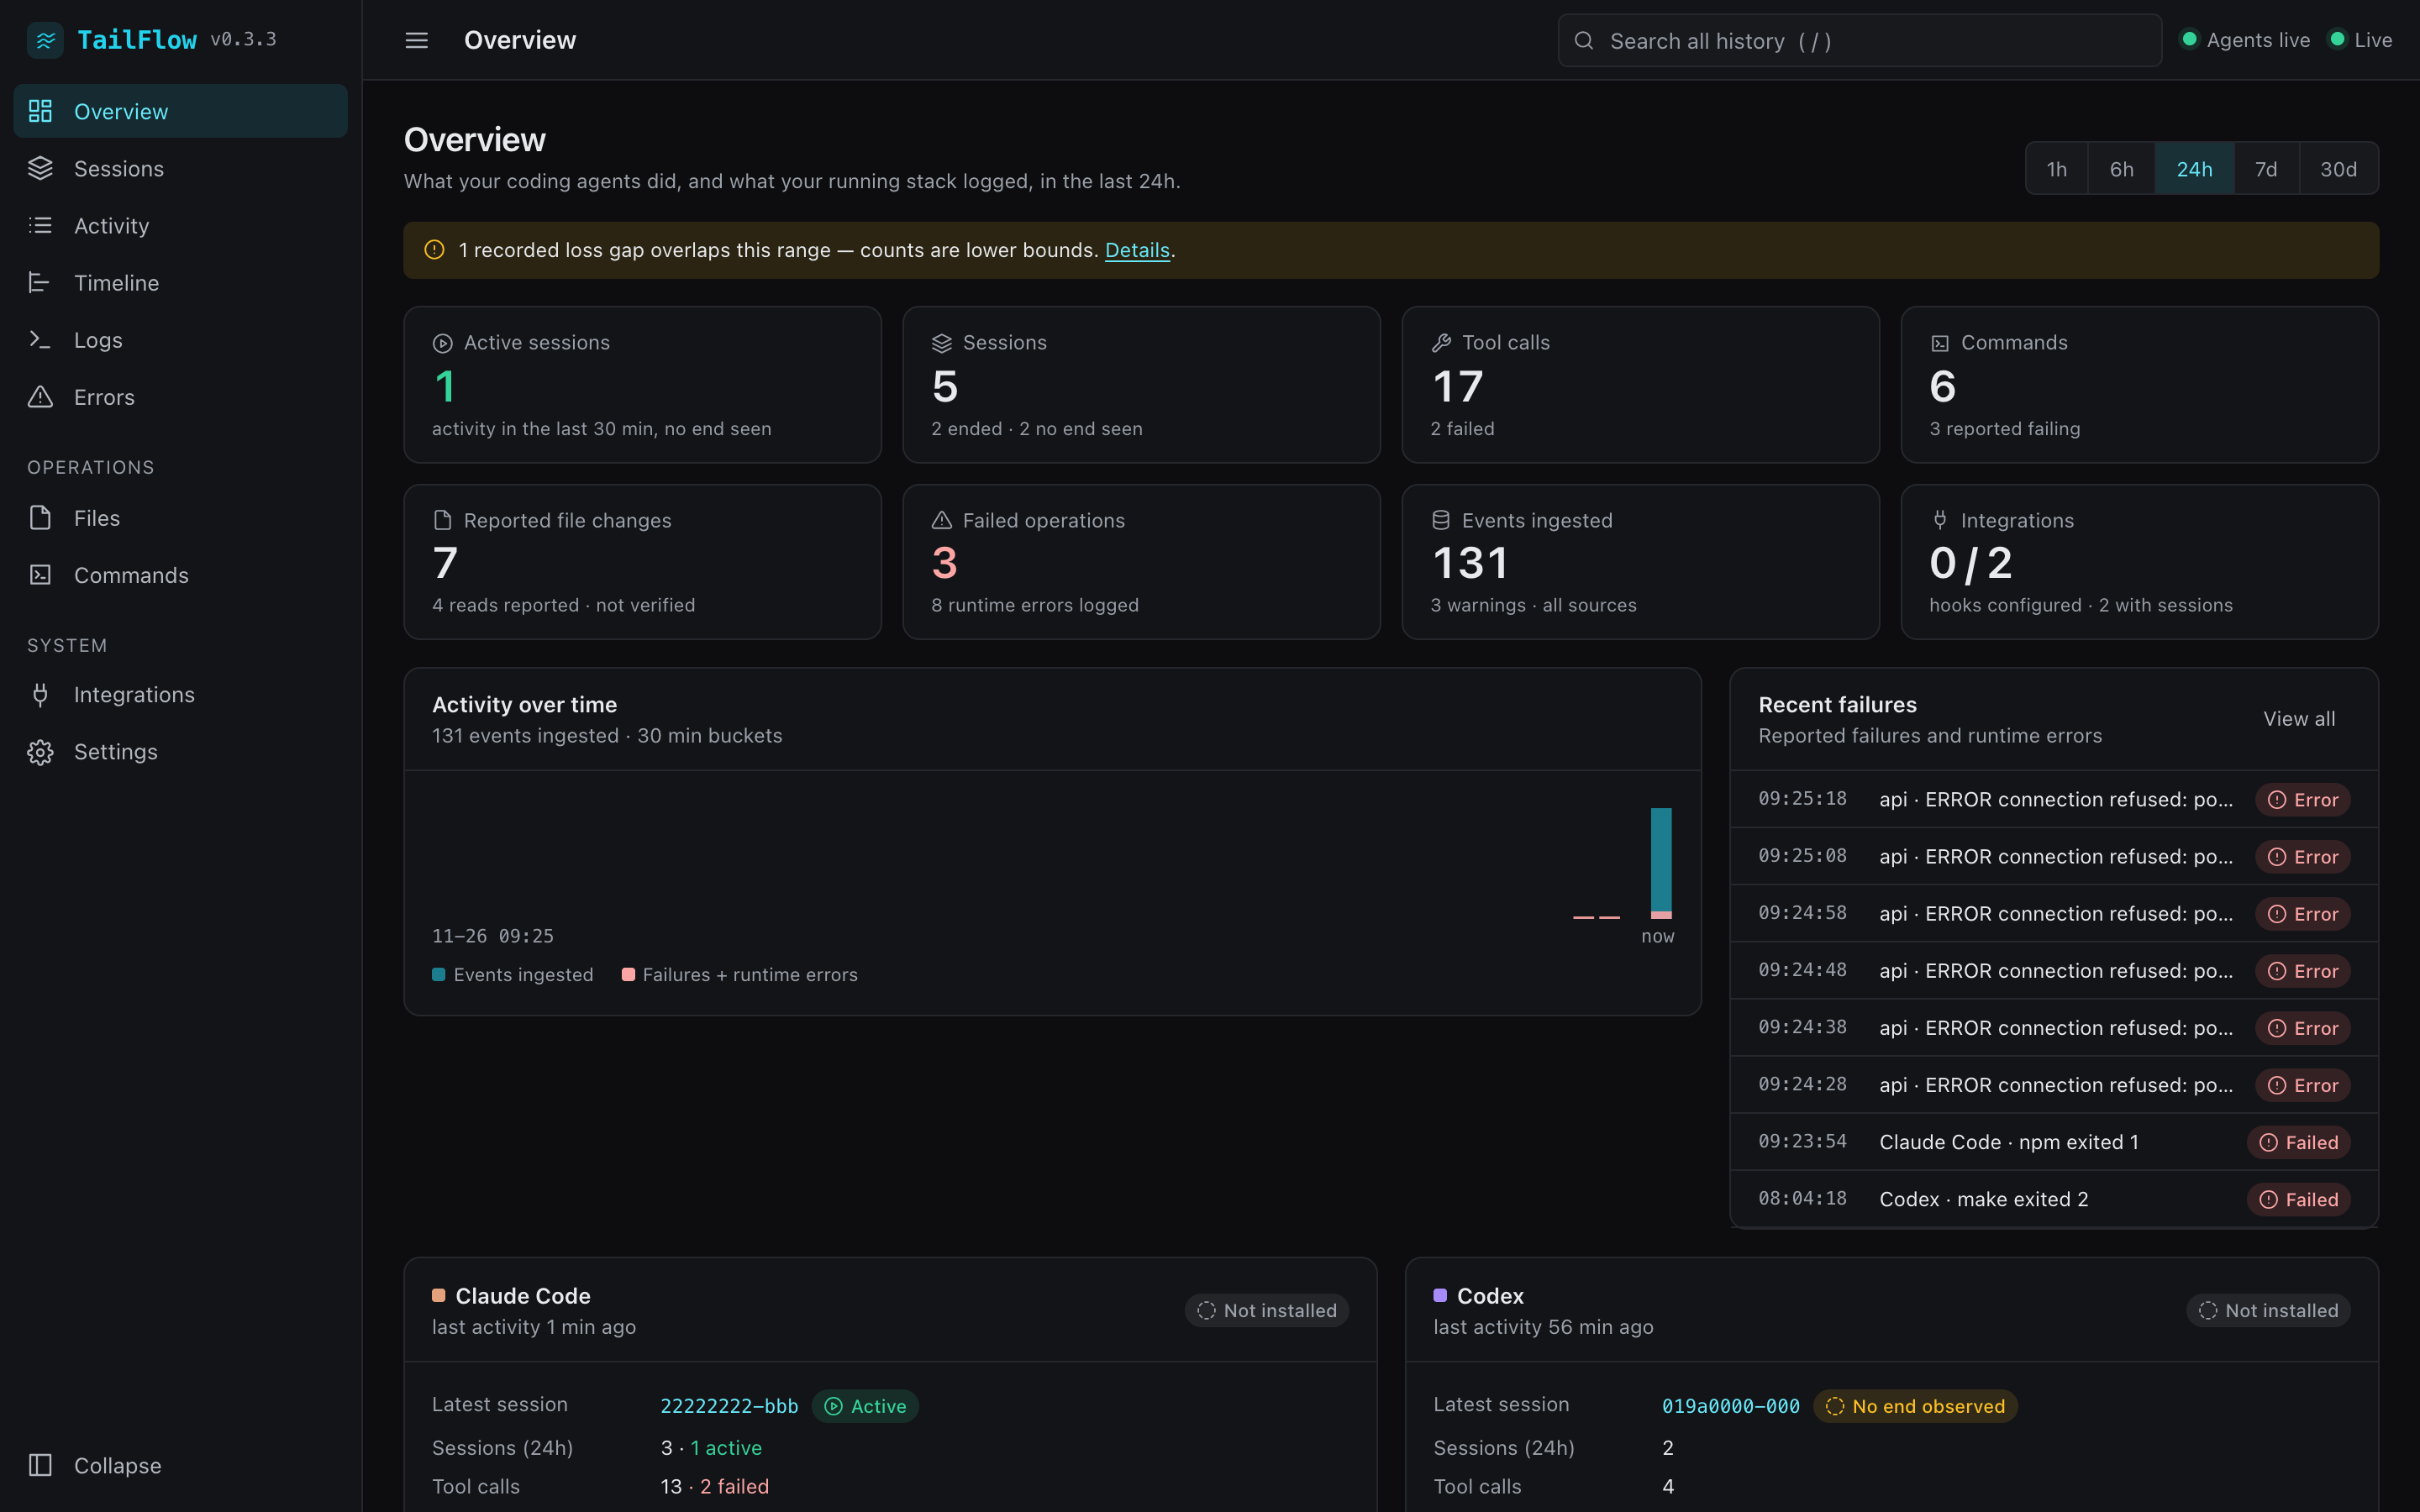 TailFlow v0.3.3
Overview
Sessions
Activity
Timeline
Logs
Errors
OPERATIONS
Files
Commands
SYSTEM
Integrations
Settings
Collapse
Overview
Search all history ( / )
Agents live
Live
Overview
What your coding agents did, and what your running stack logged, in the last 24h.
1h 6h 24h 7d 30d
1 recorded loss gap overlaps this range — counts are lower bounds. Details.
Active sessions
1
activity in the last 30 min, no end seen
Sessions
5
2 ended · 2 no end seen
Tool calls
17
2 failed
Commands
6
3 reported failing
Reported file changes
7
4 reads reported · not verified
Failed operations
3
8 runtime errors logged
Events ingested
131
3 warnings · all sources
Integrations
0/2
hooks configured · 2 with sessions
Activity over time
131 events ingested · 30 min buckets
11-26 09:25
now
Events ingested
Failures + runtime errors
Recent failures
Reported failures and runtime errors
View all
09:25:18 api · ERROR connection refused: po... Error
09:25:08 api · ERROR connection refused: po... Error
09:24:58 api · ERROR connection refused: po... Error
09:24:48 api · ERROR connection refused: po... Error
09:24:38 api · ERROR connection refused: po... Error
09:24:28 api · ERROR connection refused: po... Error
09:23:54 Claude Code · npm exited 1 Failed
08:04:18 Codex · make exited 2 Failed
Claude Code
last activity 1 min ago
Not installed
Latest session 22222222-bbb Active
Sessions (24h) 3 · 1 active
Tool calls 13 · 2 failed
Codex
last activity 56 min ago
Not installed
Latest session 019a0000-000 No end observed
Sessions (24h) 2
Tool calls 4